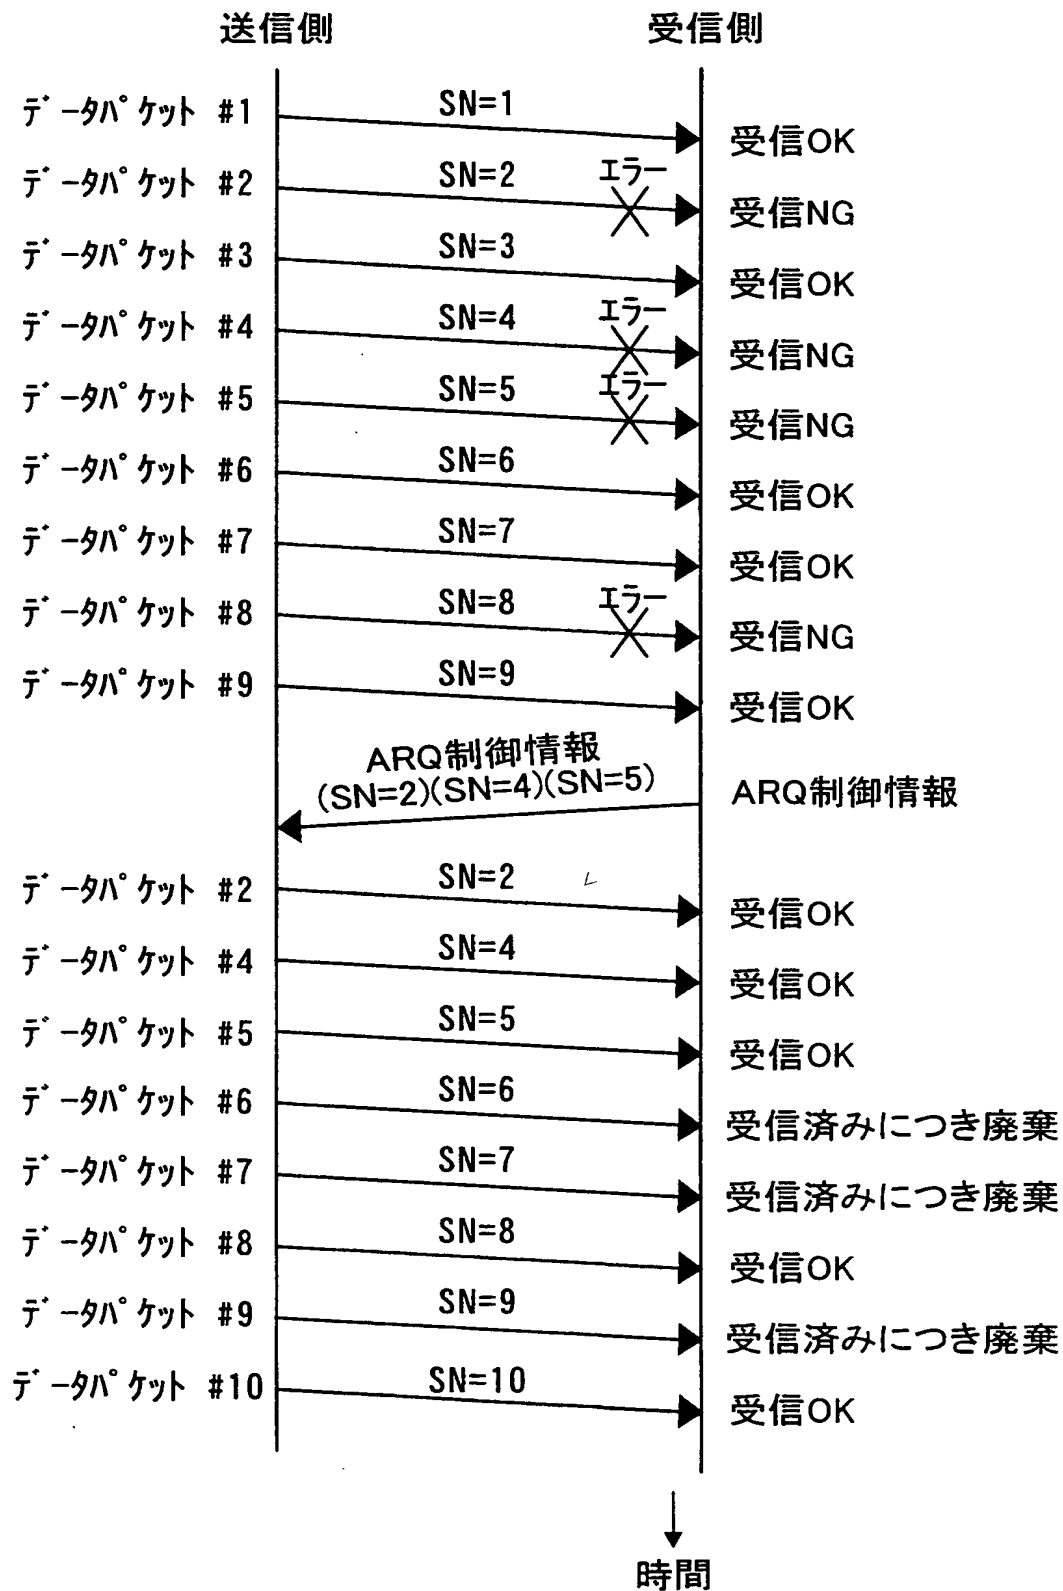 送信側 受信側
データパケット #1 SN=1 受信OK
データパケット #2 SN=2 エラー 受信NG
データパケット #3 SN=3 受信OK
データパケット #4 SN=4 エラー 受信NG
データパケット #5 SN=5 エラー 受信NG
データパケット #6 SN=6 受信OK
データパケット #7 SN=7 受信OK
データパケット #8 SN=8 エラー 受信NG
データパケット #9 SN=9 受信OK
ARQ制御情報
(SN=2)(SN=4)(SN=5) ARQ制御情報
データパケット #2 SN=2 受信OK
データパケット #4 SN=4 受信OK
データパケット #5 SN=5 受信OK
データパケット #6 SN=6 受信済みにつき廃棄
データパケット #7 SN=7 受信済みにつき廃棄
データパケット #8 SN=8 受信OK
データパケット #9 SN=9 受信済みにつき廃棄
データパケット #10 SN=10 受信OK
時間